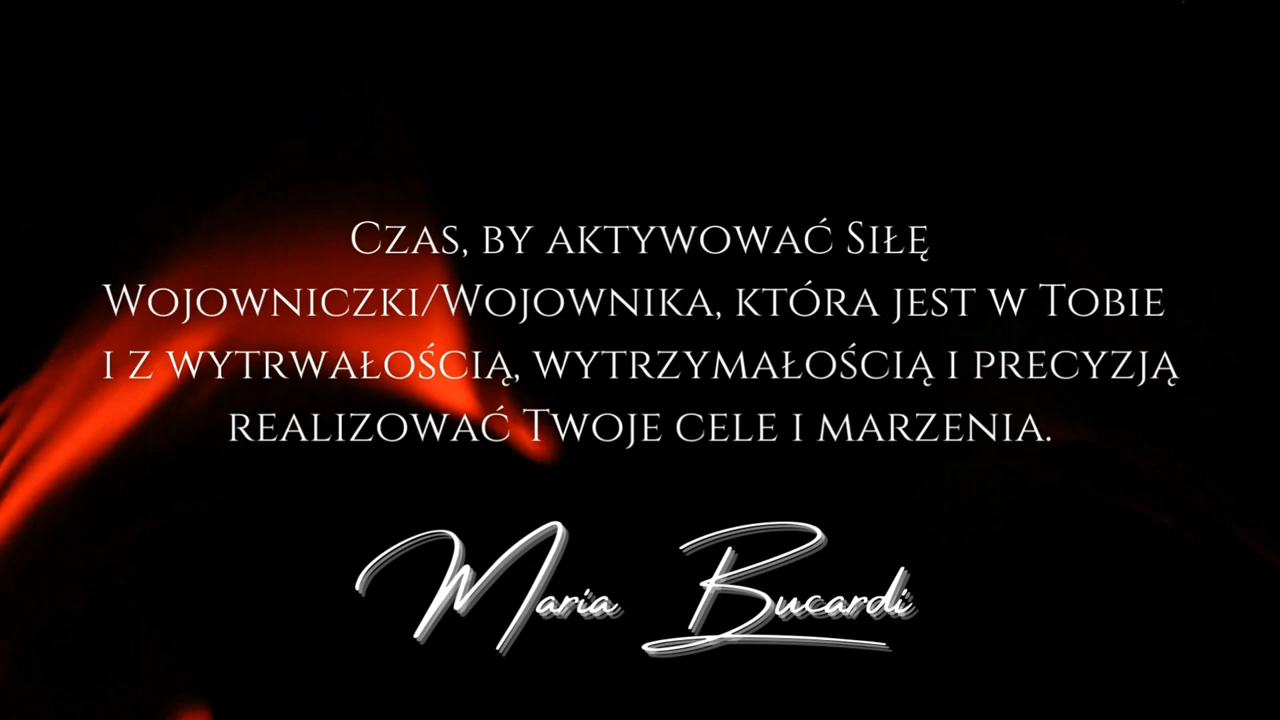 Czas, by aktywować Siłę
Wojowniczki/Wojownika, która jest w Tobie
i z wytrwałością, wytrzymałością i precyzją
realizować Twoje cele i marzenia.
Maria Bucardi